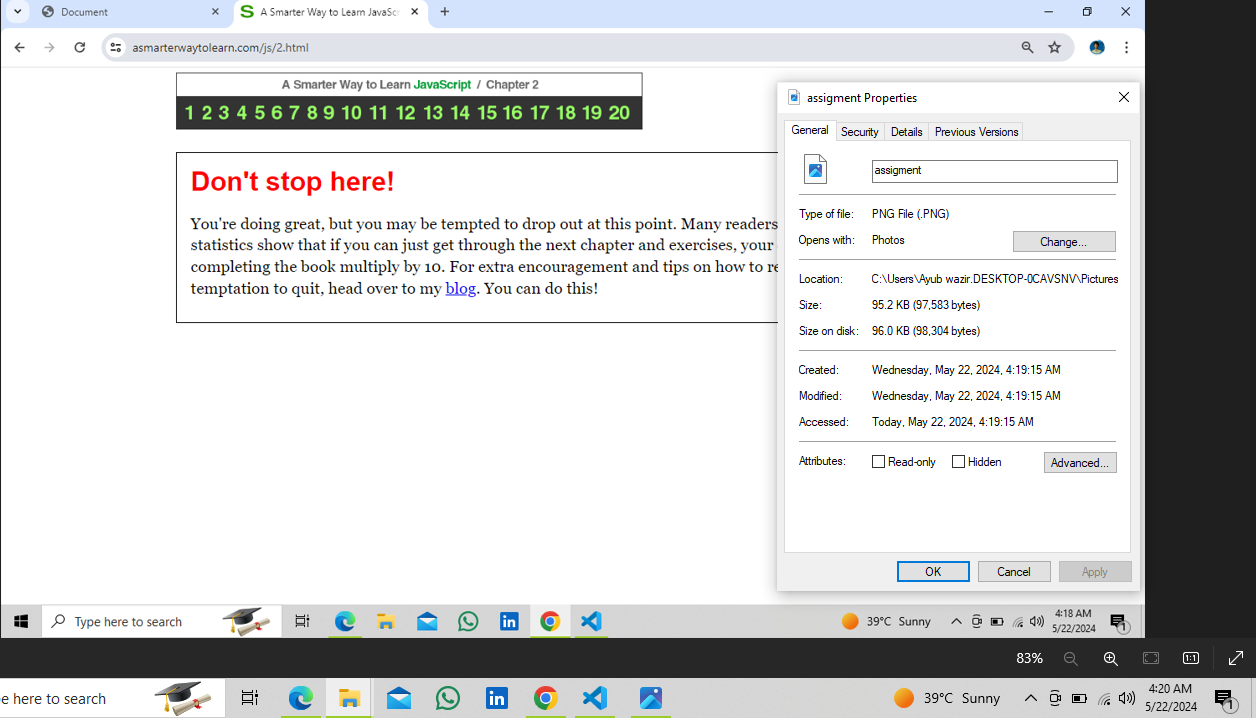 Document
A Smarter Way to Learn JavaSc
asmarterwaytolearn.com/js/2.html
A Smarter Way to Learn JavaScript / Chapter 2
1 2 3 4 5 6 7 8 9 10 11 12 13 14 15 16 17 18 19 20
Don't stop here!
You're doing great, but you may be tempted to drop out at this point. Many readers
statistics show that if you can just get through the next chapter and exercises, your
completing the book multiply by 10. For extra encouragement and tips on how to re
temptation to quit, head over to my blog. You can do this!
assigment Properties
General Security Details Previous Versions
assigment
Type of file: PNG File (.PNG)
Opens with: Photos Change...
Location: C:\Users\Ayub wazir.DESKTOP-0CAVSNV\Pictures
Size: 95.2 KB (97,583 bytes)
Size on disk: 96.0 KB (98,304 bytes)
Created: Wednesday, May 22, 2024, 4:19:15 AM
Modified: Wednesday, May 22, 2024, 4:19:15 AM
Accessed: Today, May 22, 2024, 4:19:15 AM
Attributes: Read-only Hidden Advanced...
OK Cancel Apply
Type here to search
39°C Sunny
4:18 AM
5/22/2024
1
83%
1:1
e here to search
39°C Sunny
4:20 AM
5/22/2024
1